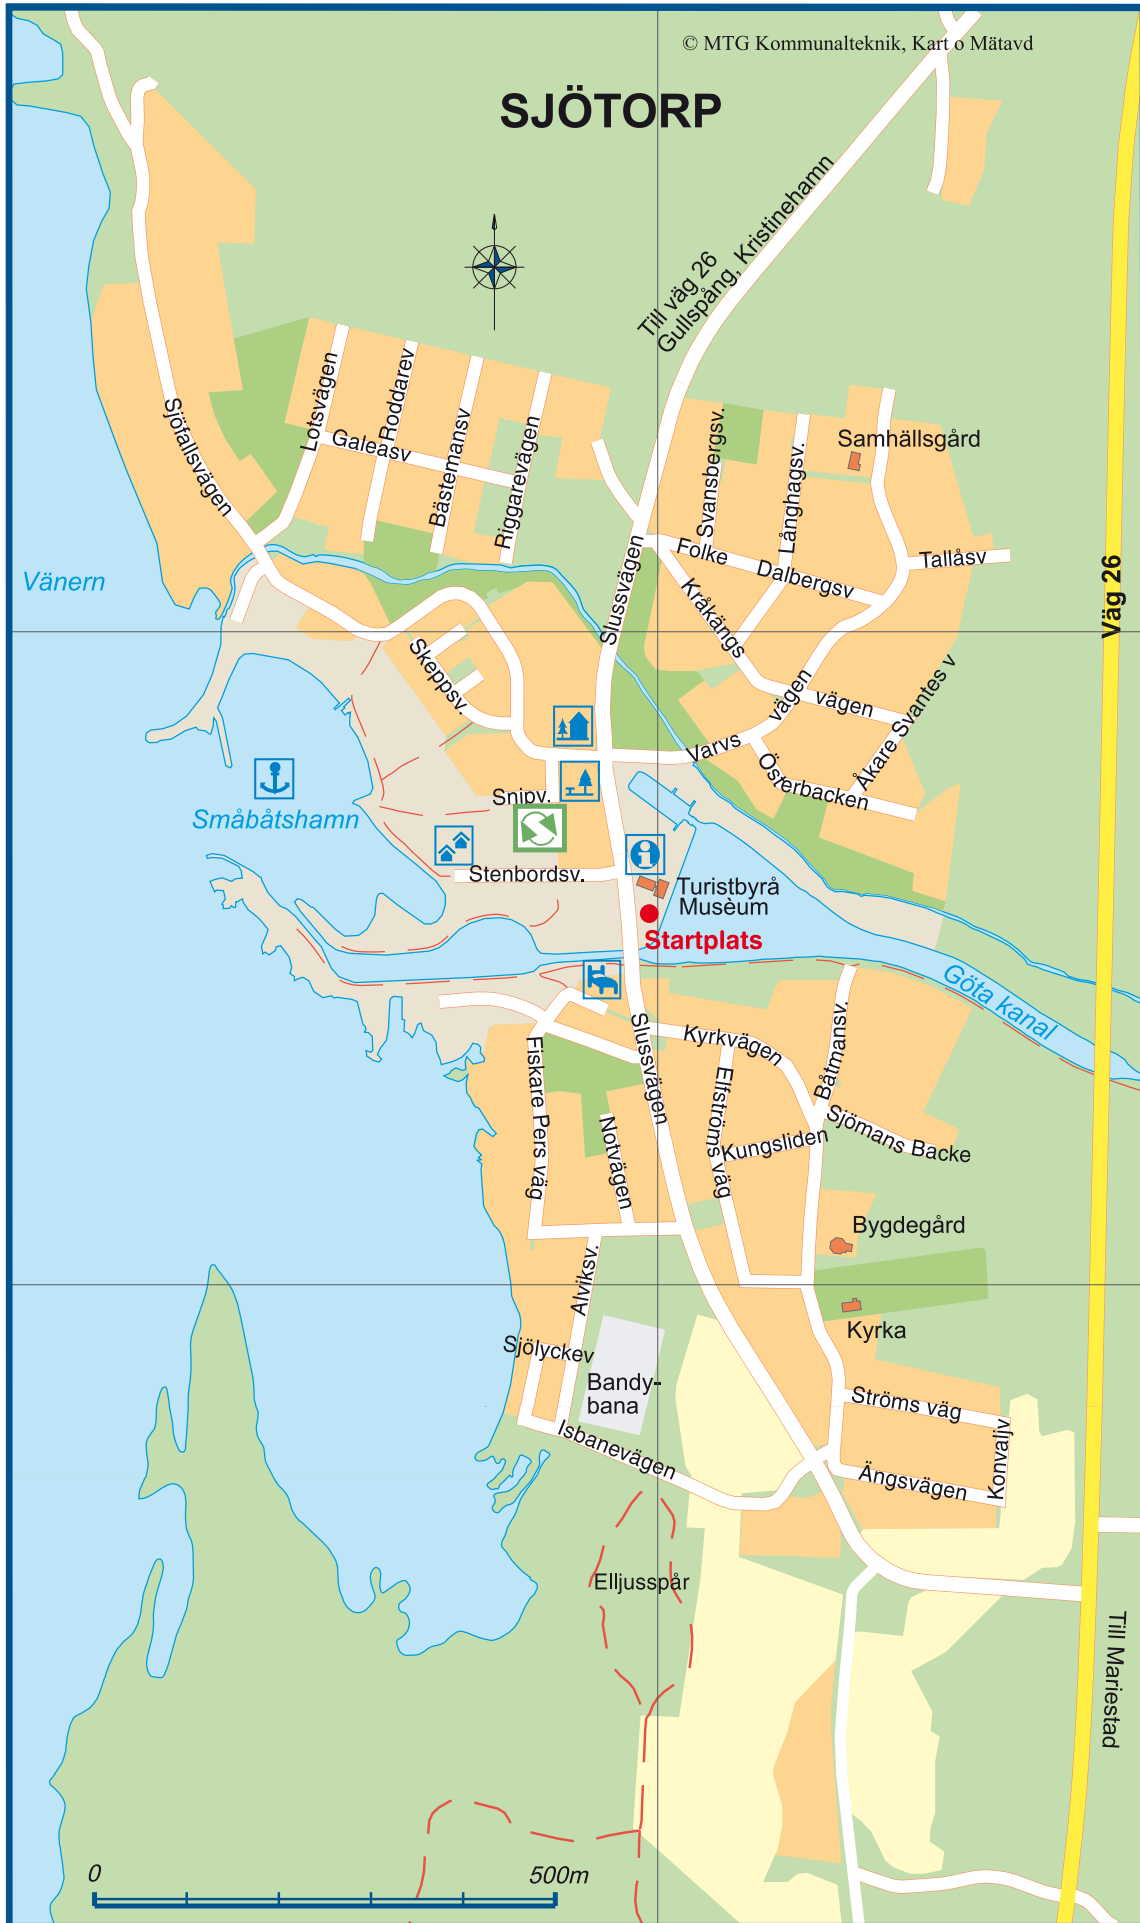 © MTG Kommunalteknik, Kart o Mätavd
SJÖTORP
Till väg 26
Gullspång, Kristinehamn
Sjöfallsvägen
Lotsvägen
Roddarev
Galeasv
Bästemansv
Riggarevägen
Svansbergsv.
Långhagsv.
Samhällsgård
Folke
Dalbergsv
Tallåsv
Slussvägen
Kråkängs
vägen
Väg 26
Vänern
Skeppsv.
Varvs
vägen
Åkare Svantes v
Österbacken
Snipv.
Småbåtshamn
Stenbordsv.
Turistbyrå
Musèum
Startplats
Göta kanal
Slussvägen
Kyrkvägen
Båtmansv.
Fiskare Pers väg
Elfströms väg
Notvägen
Kungsliden
Sjömans Backe
Bygdegård
Alviksv.
Kyrka
Sjölyckev
Bandy-
bana
Isbanevägen
Ströms väg
Konvaljv
Ängsvägen
Elljusspår
Till Mariestad
0
500m